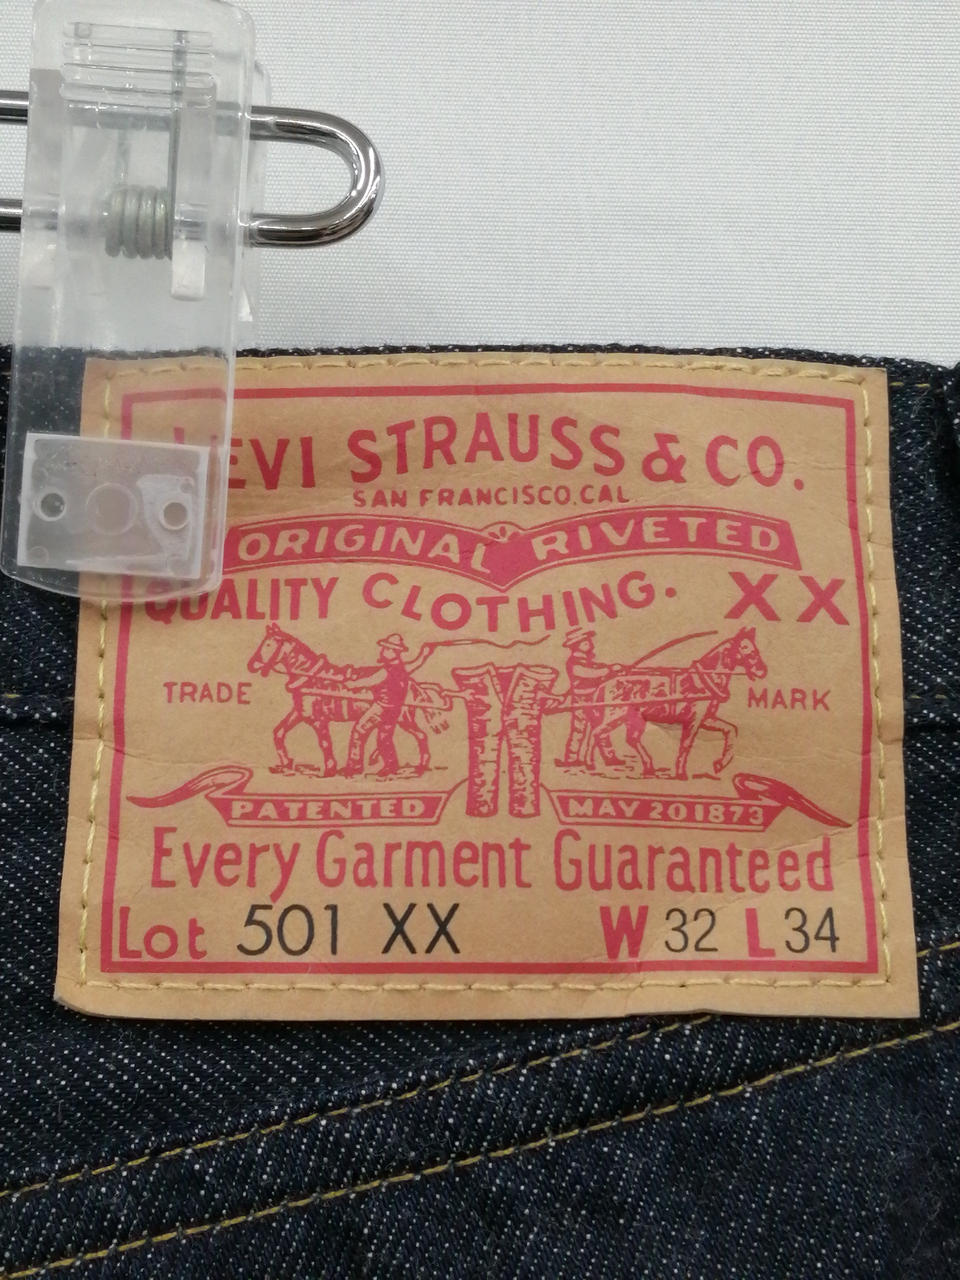 LEVI STRAUSS & CO.
SAN FRANCISCO, CAL.
ORIGINAL RIVETED
QUALITY CLOTHING. XX
TRADE MARK
PATENTED MAY 20 1873
Every Garment Guaranteed
Lot 501 XX W 32 L 34